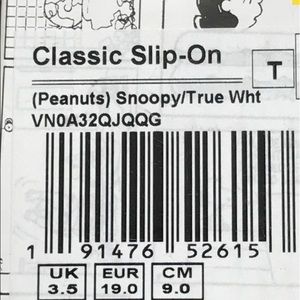 Classic Slip-On
T
(Peanuts) Snoopy/True Wht
VN0A32QJQQG
1 91476 52615
UK EUR CM
3.5 19.0 9.0